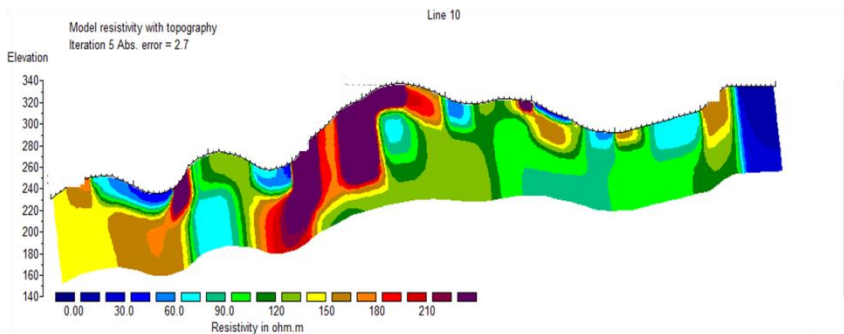 Line 10
Model resistivity with topography
Iteration 5 Abs. error = 2.7
Elevation
340
320
300
280
260
240
220
200
180
160
140
0.00 30.0 60.0 90.0 120 150 180 210
Resistivity in ohm.m